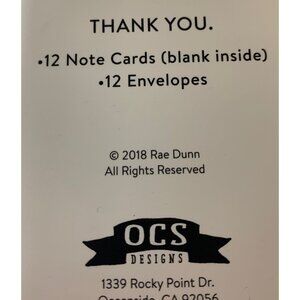 THANK YOU.
•12 Note Cards (blank inside)
•12 Envelopes
© 2018 Rae Dunn
All Rights Reserved
OCS
DESIGNS
1339 Rocky Point Dr.
Oceanside, CA 92056